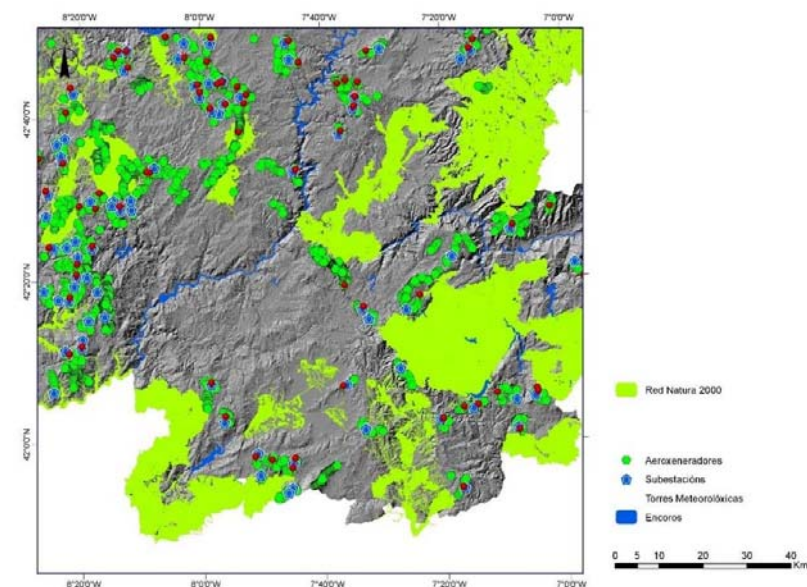 8°20'0"W 8°0'0"W 7°40'0"W 7°20'0"W 7°0'0"W
42°40'0"N
42°20'0"N
42°0'0"N
8°20'0"W 8°0'0"W 7°40'0"W 7°20'0"W 7°0'0"W
Red Natura 2000
Aeroxeneradores
Subestacións
Torres Meteorolóxicas
Encoros
0 5 10 20 30 40
Km